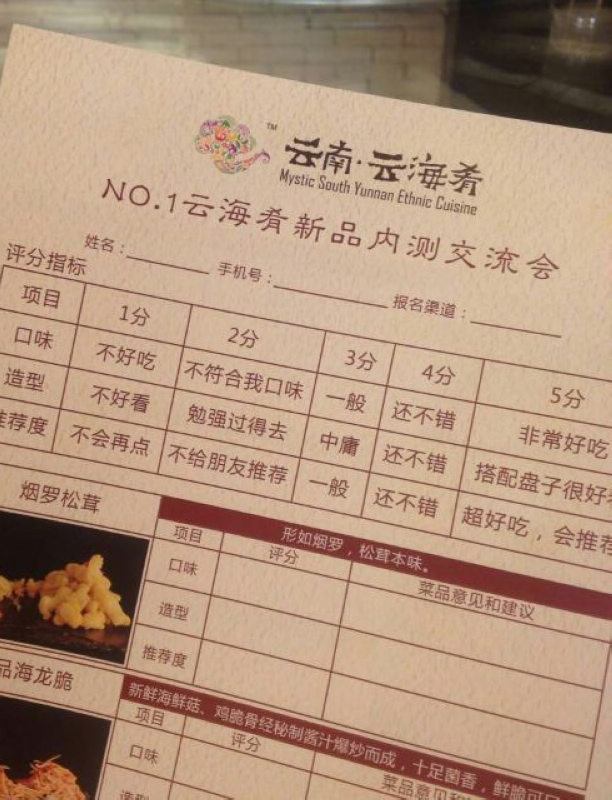 云南·云海肴
TM
Mystic South Yunnan Ethnic Cuisine
NO.1云海肴新品内测交流会
姓名： 手机号： 报名渠道：
评分指标
项目 1分 2分 3分 4分 5分
口味 不好吃 不符合我口味 一般 还不错 非常好吃
造型 不好看 勉强过得去 中庸 还不错 搭配盘子很好
推荐度 不会再点 不给朋友推荐 一般 还不错 超好吃，会推荐
烟罗松茸
形如烟罗，松茸本味。
项目 评分 菜品意见和建议
口味
造型
推荐度
品海龙脆
新鲜海鲜菇、鸡脆骨经秘制酱汁爆炒而成，十足菌香，鲜脆可
项目 评分 菜品意见和
口味
造型